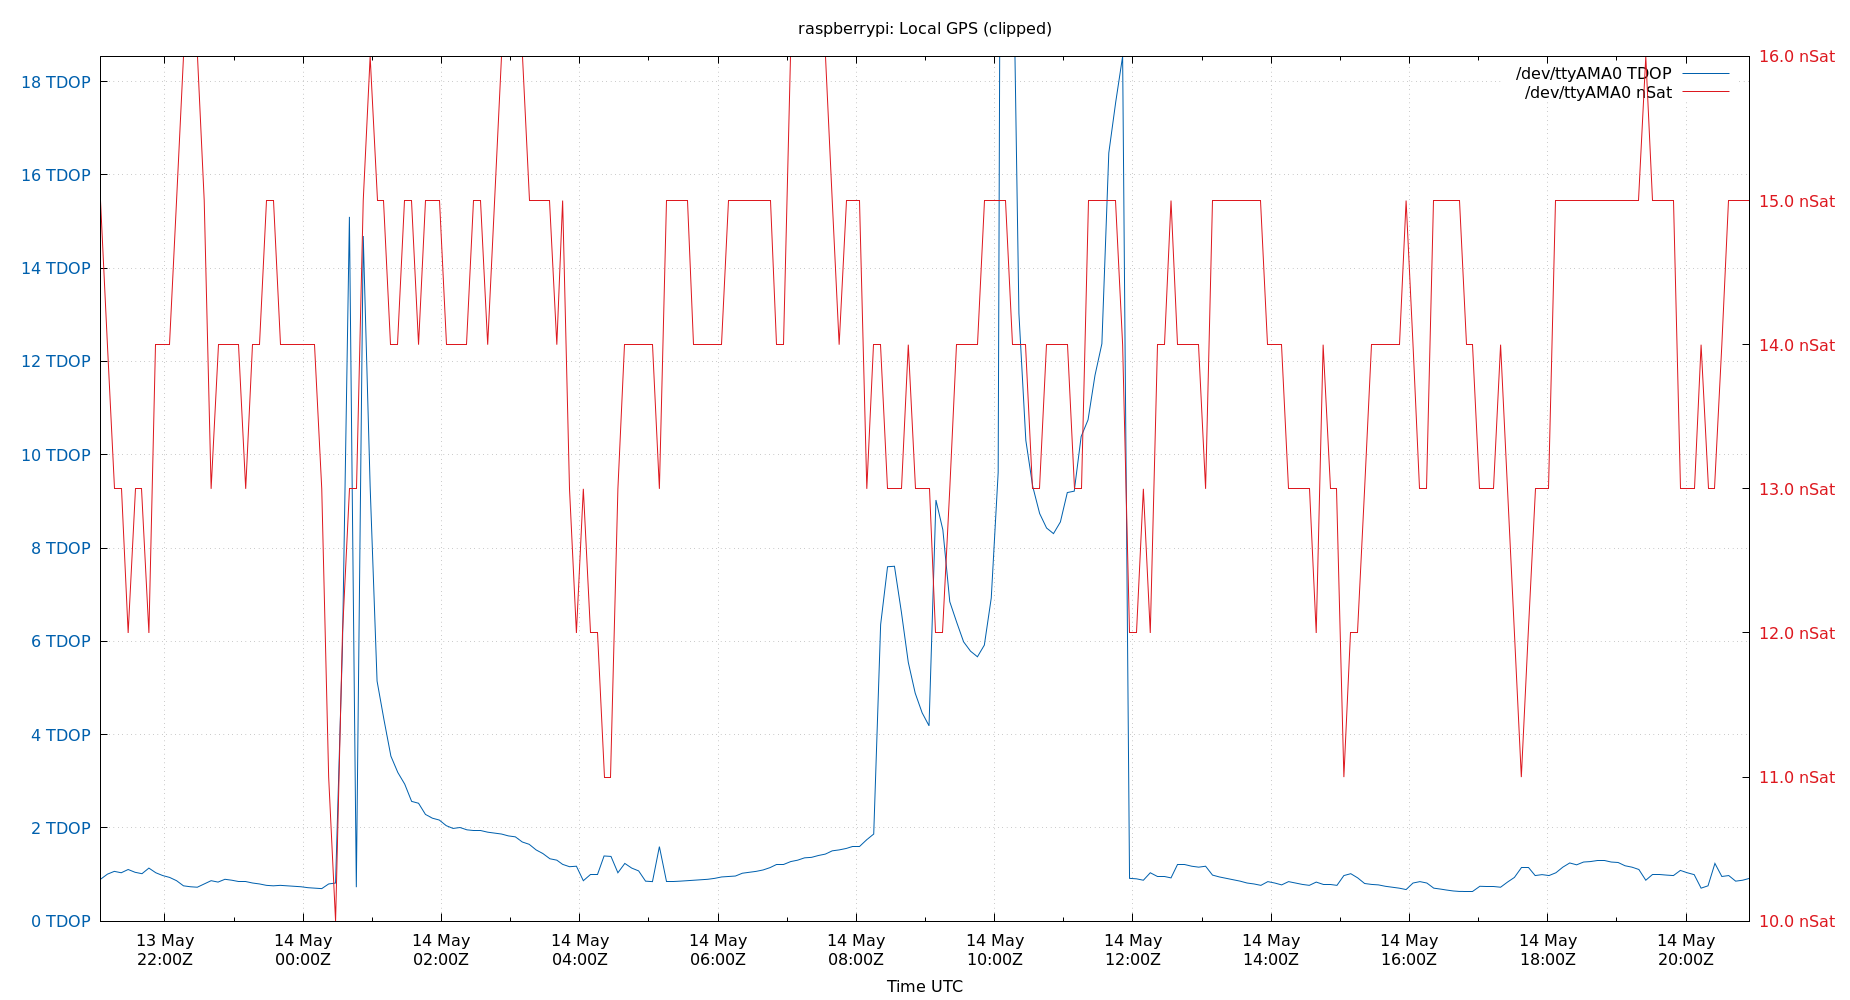 raspberrypi: Local GPS (clipped)
18 TDOP
16 TDOP
14 TDOP
12 TDOP
10 TDOP
8 TDOP
6 TDOP
4 TDOP
2 TDOP
0 TDOP
/dev/ttyAMA0 TDOP
/dev/ttyAMA0 nSat
16.0 nSat
15.0 nSat
14.0 nSat
13.0 nSat
12.0 nSat
11.0 nSat
10.0 nSat
13 May 14 May 14 May 14 May 14 May 14 May 14 May 14 May 14 May 14 May 14 May 14 May
22:00Z 00:00Z 02:00Z 04:00Z 06:00Z 08:00Z 10:00Z 12:00Z 14:00Z 16:00Z 18:00Z 20:00Z
Time UTC